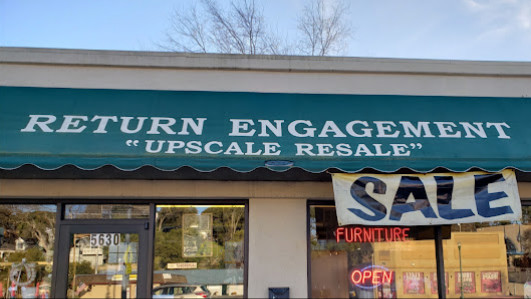 RETURN ENGAGEMENT
"UPSCALE RESALE"
SALE
5630
FURNITURE
OPEN